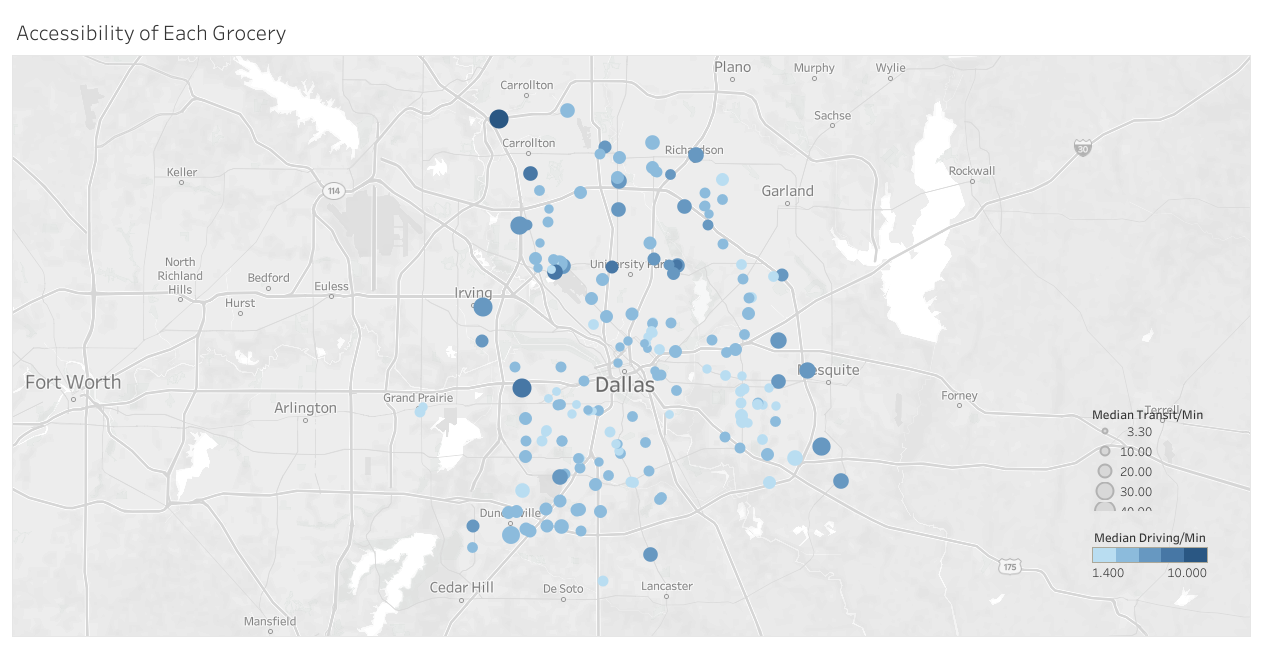 Accessibility of Each Grocery
Plano
Murphy
Wylie
Carrollton
Sachse
Carrollton
Richardson
30
Keller
114
Garland
Rockwall
North
Richland
Hills
Bedford
Euless
Hurst
Irving
University Park
Fort Worth
Dallas
Mesquite
Arlington
Grand Prairie
Forney
Terrell
Median Transit/Min
3.30
10.00
20.00
30.00
40.00
Duncanville
Median Driving/Min
1.400
10.000
175
Cedar Hill
De Soto
Lancaster
Mansfield